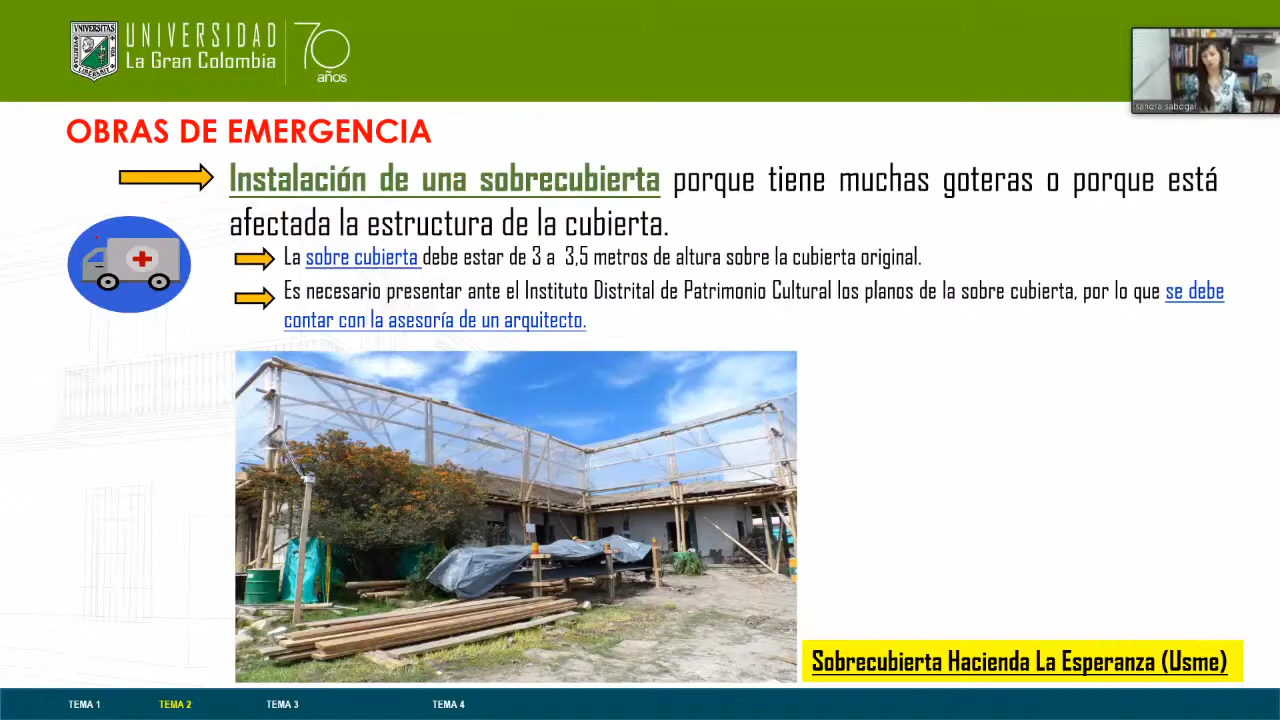 UNIVERSITAS
VERITAS
LIBERABIT
UNIVERSIDAD
La Gran Colombia
70
años
sandra sabogal
OBRAS DE EMERGENCIA
Instalación de una sobrecubierta porque tiene muchas goteras o porque está
afectada la estructura de la cubierta.
La sobre cubierta debe estar de 3 a 3,5 metros de altura sobre la cubierta original.
Es necesario presentar ante el Instituto Distrital de Patrimonio Cultural los planos de la sobre cubierta, por lo que se debe
contar con la asesoría de un arquitecto.
Sobrecubierta Hacienda La Esperanza (Usme)
TEMA 1
TEMA 2
TEMA 3
TEMA 4